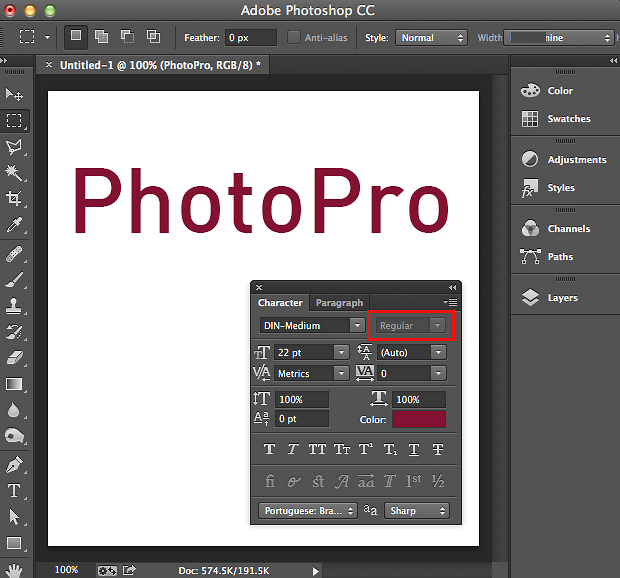 Adobe Photoshop CC
Feather: 0 px Anti-alias Style: Normal Width
Untitled-1 @ 100% (PhotoPro, RGB/8) *
Color
Swatches
Adjustments
Styles
Channels
Paths
Layers
PhotoPro
Character Paragraph
DIN-Medium Regular
22 pt (Auto)
Metrics 0
100% 100%
0 pt Color:
T T TT Tт T¹ T₁ T T
fi st A aa T 1st ½
Portuguese: Bra... aa Sharp
100% Doc: 574.5K/191.5K